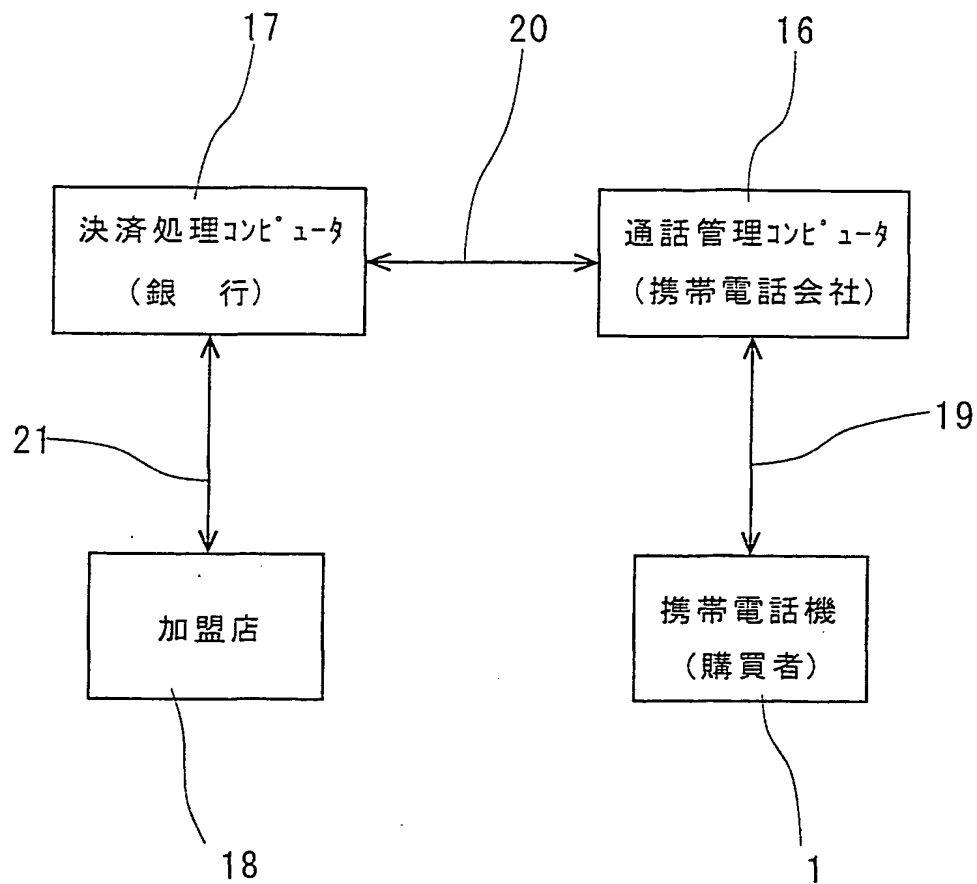 17
20
16
決済処理コンピュータ
(銀 行)
通話管理コンピュータ
(携帯電話会社)
21
19
加盟店
携帯電話機
(購買者)
18
1